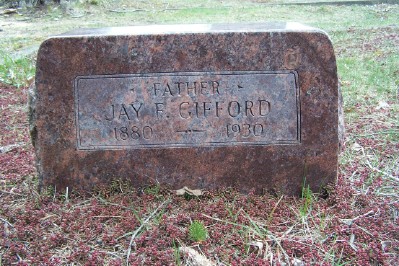 FATHER
JAY F. GIFFORD
1880 — 1930